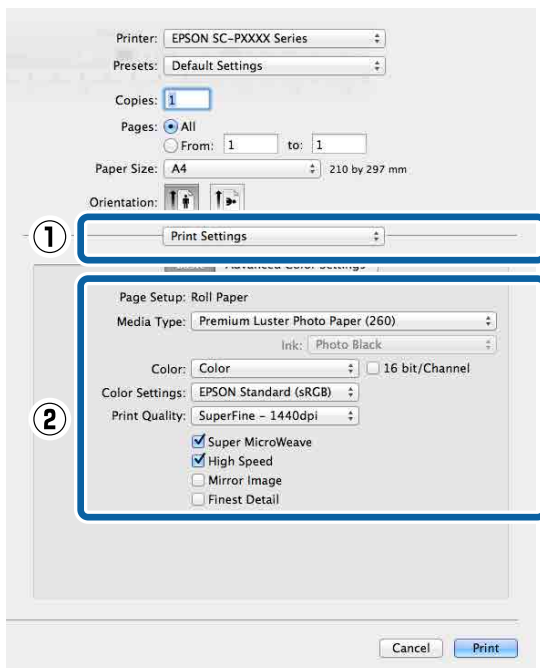 Printer: EPSON SC-PXXXX Series
Presets: Default Settings
Copies: 1
Pages: All
From: 1 to: 1
Paper Size: A4 210 by 297 mm
Orientation:
1 Print Settings
Advanced Color Settings
Page Setup: Roll Paper
Media Type: Premium Luster Photo Paper (260)
Ink: Photo Black
Color: Color 16 bit/Channel
Color Settings: EPSON Standard (sRGB)
2 Print Quality: SuperFine – 1440dpi
Super MicroWeave
High Speed
Mirror Image
Finest Detail
Cancel Print